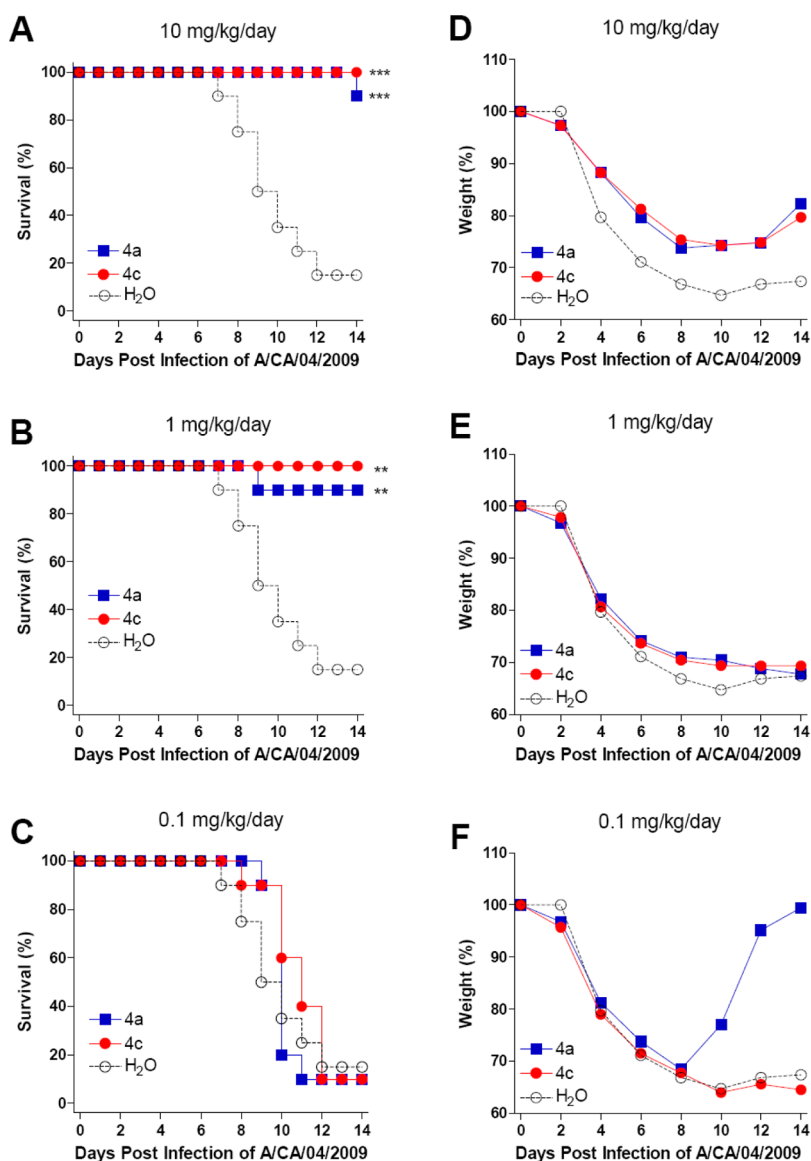 A
10 mg/kg/day
Survival (%)
100
80
60
40
20
0
***
***
4a
4c
H₂O
0 2 4 6 8 10 12 14
Days Post Infection of A/CA/04/2009
D
10 mg/kg/day
Weight (%)
110
100
90
80
70
60
4a
4c
H₂O
0 2 4 6 8 10 12 14
Days Post Infection of A/CA/04/2009
B
1 mg/kg/day
Survival (%)
100
80
60
40
20
0
**
**
4a
4c
H₂O
0 2 4 6 8 10 12 14
Days Post Infection of A/CA/04/2009
E
1 mg/kg/day
Weight (%)
110
100
90
80
70
60
4a
4c
H₂O
0 2 4 6 8 10 12 14
Days Post Infection of A/CA/04/2009
C
0.1 mg/kg/day
Survival (%)
100
80
60
40
20
0
4a
4c
H₂O
0 2 4 6 8 10 12 14
Days Post Infection of A/CA/04/2009
F
0.1 mg/kg/day
Weight (%)
110
100
90
80
70
60
4a
4c
H₂O
0 2 4 6 8 10 12 14
Days Post Infection of A/CA/04/2009